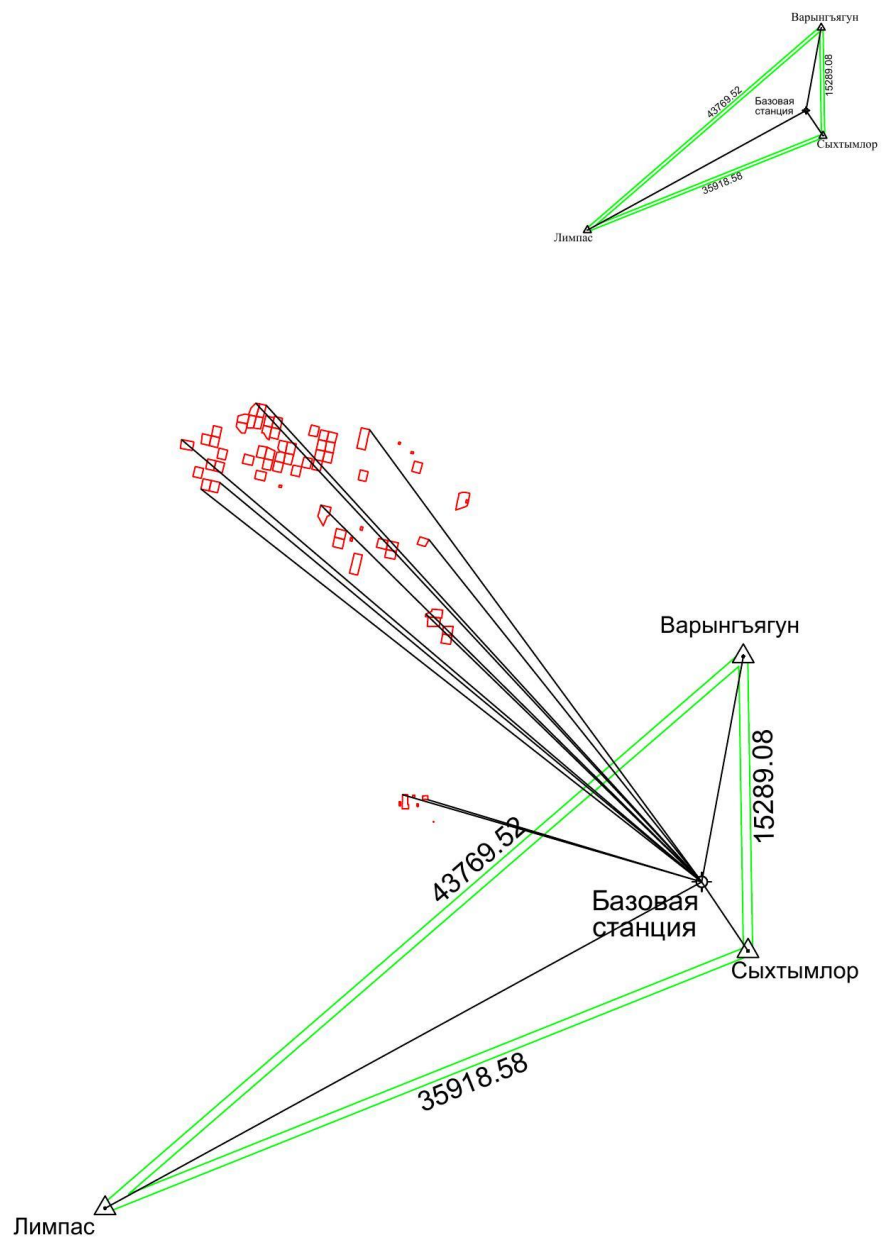 Варынгъягун
15289.08
43769.52
Базовая
станция
Сыхтымлор
35918.58
Лимпас
Варынгъягун
15289.08
43769.52
Базовая
станция
Сыхтымлор
35918.58
Лимпас